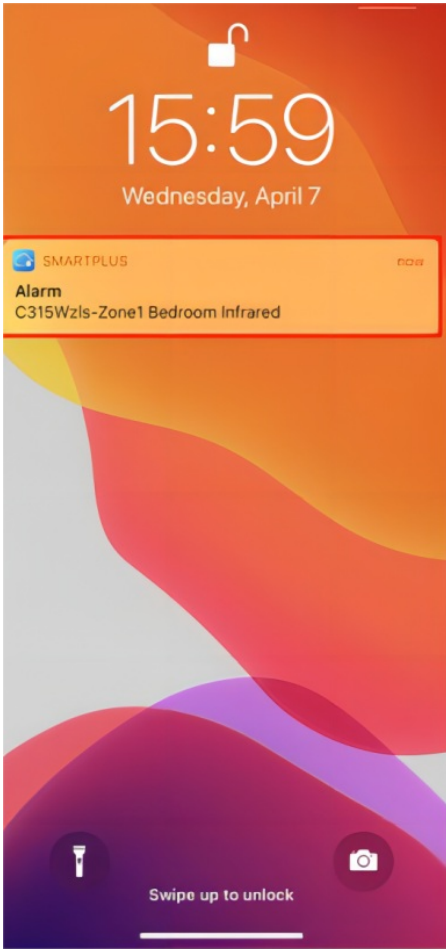 15:59
Wednesday, April 7
SMARTPLUS
now
Alarm
C315Wzls-Zone1 Bedroom Infrared
Swipe up to unlock